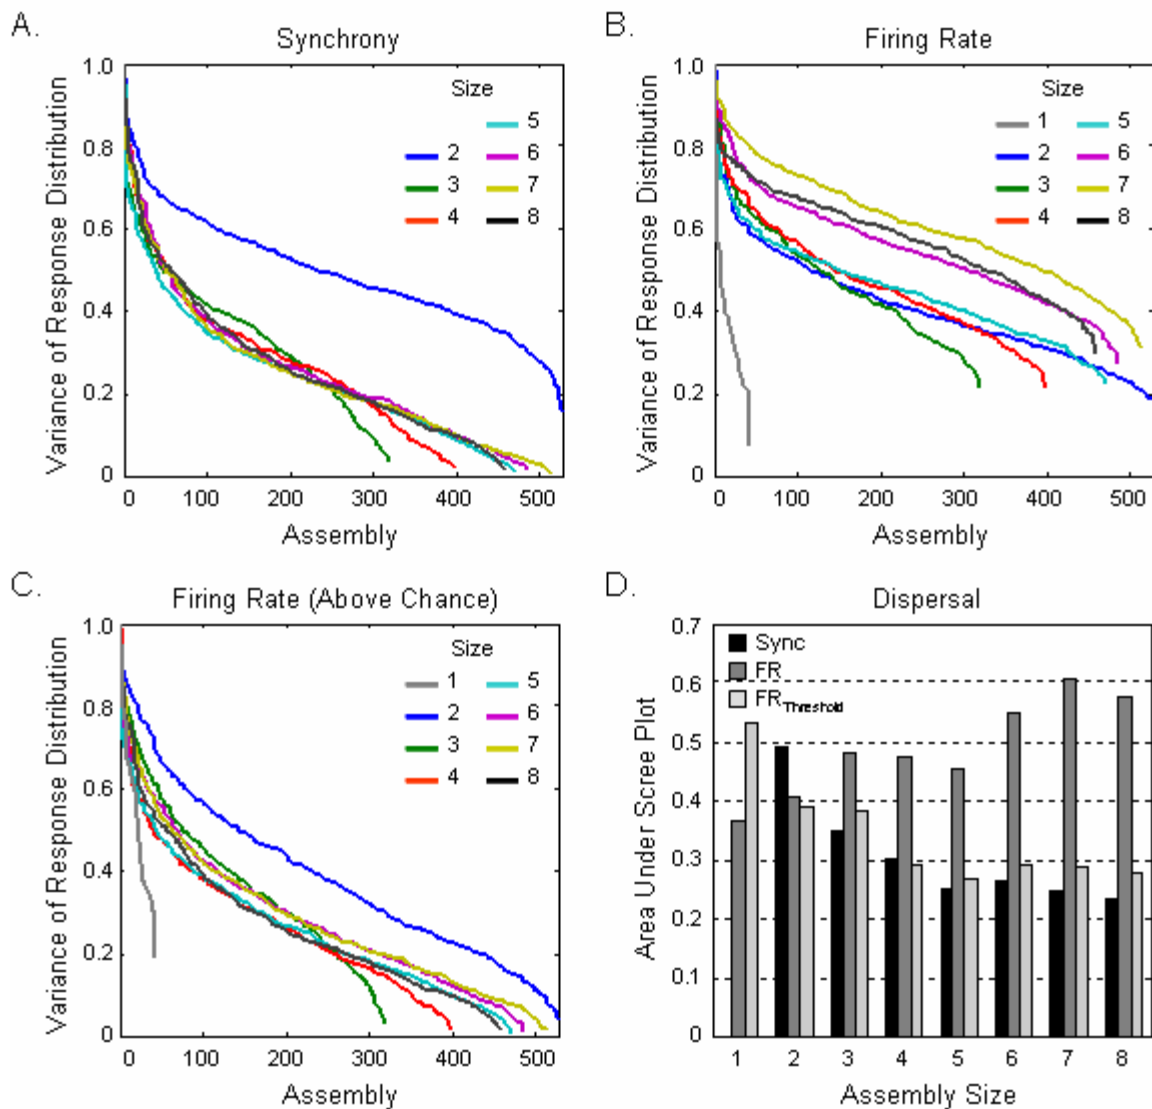 A.
Synchrony
Variance of Response Distribution
1.0
0.8
0.6
0.4
0.2
0
0 100 200 300 400 500
Assembly
Size
5
2 6
3 7
4 8
B.
Firing Rate
Variance of Response Distribution
1.0
0.8
0.6
0.4
0.2
0
0 100 200 300 400 500
Assembly
Size
1 5
2 6
3 7
4 8
C.
Firing Rate (Above Chance)
Variance of Response Distribution
1.0
0.8
0.6
0.4
0.2
0
0 100 200 300 400 500
Assembly
Size
1 5
2 6
3 7
4 8
D.
Dispersal
Area Under Scree Plot
0.7
0.6
0.5
0.4
0.3
0.2
0.1
0
Sync
FR
FRThreshold
1 2 3 4 5 6 7 8
Assembly Size